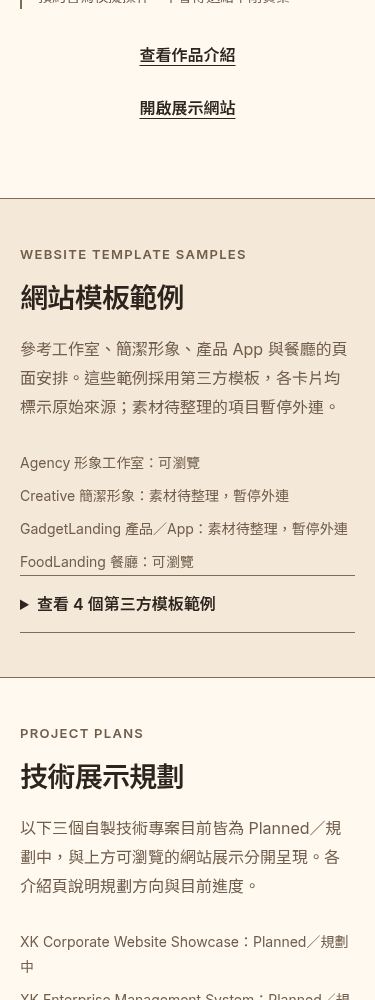 查看作品介紹
開啟展示網站
WEBSITE TEMPLATE SAMPLES
網站模板範例
參考工作室、簡潔形象、產品 App 與餐廳的頁
面安排。這些範例採用第三方模板，各卡片均
標示原始來源；素材待整理的項目暫停外連。
Agency 形象工作室：可瀏覽
Creative 簡潔形象：素材待整理，暫停外連
GadgetLanding 產品／App：素材待整理，暫停外連
FoodLanding 餐廳：可瀏覽
▶ 查看 4 個第三方模板範例
PROJECT PLANS
技術展示規劃
以下三個自製技術專案目前皆為 Planned／規
劃中，與上方可瀏覽的網站展示分開呈現。各
介紹頁說明規劃方向與目前進度。
XK Corporate Website Showcase：Planned／規劃
中
XK Enterprise Management System：Planned／規